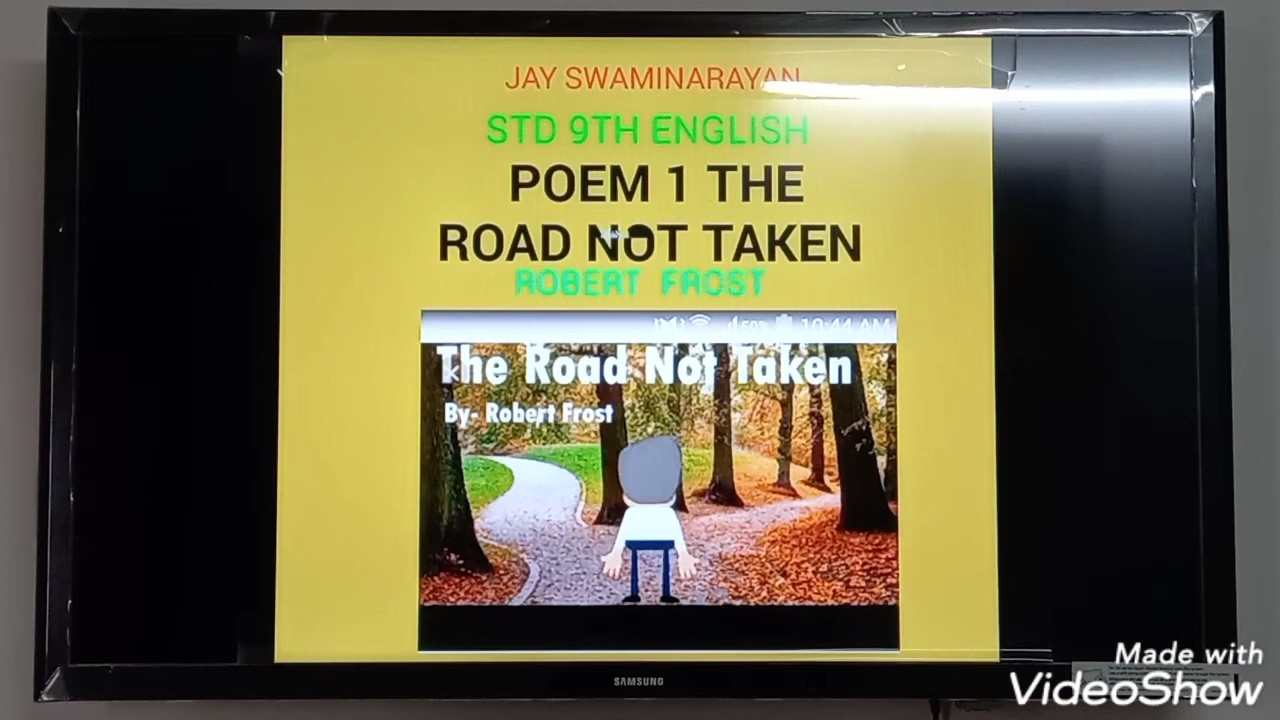 JAY SWAMINARAYAN
STD 9TH ENGLISH
POEM 1 THE
ROAD NOT TAKEN
ROBERT FROST
10:44 AM
The Road Not Taken
By- Robert Frost
SAMSUNG
Made with
VideoShow